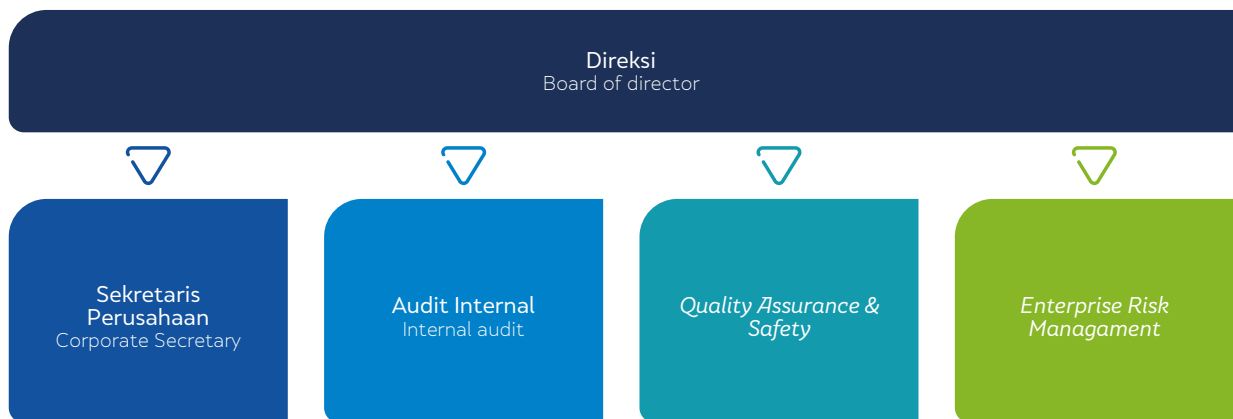 Direksi
Board of director
Sekretaris
Perusahaan
Corporate Secretary
Audit Internal
Internal audit
Quality Assurance &
Safety
Enterprise Risk
Managament